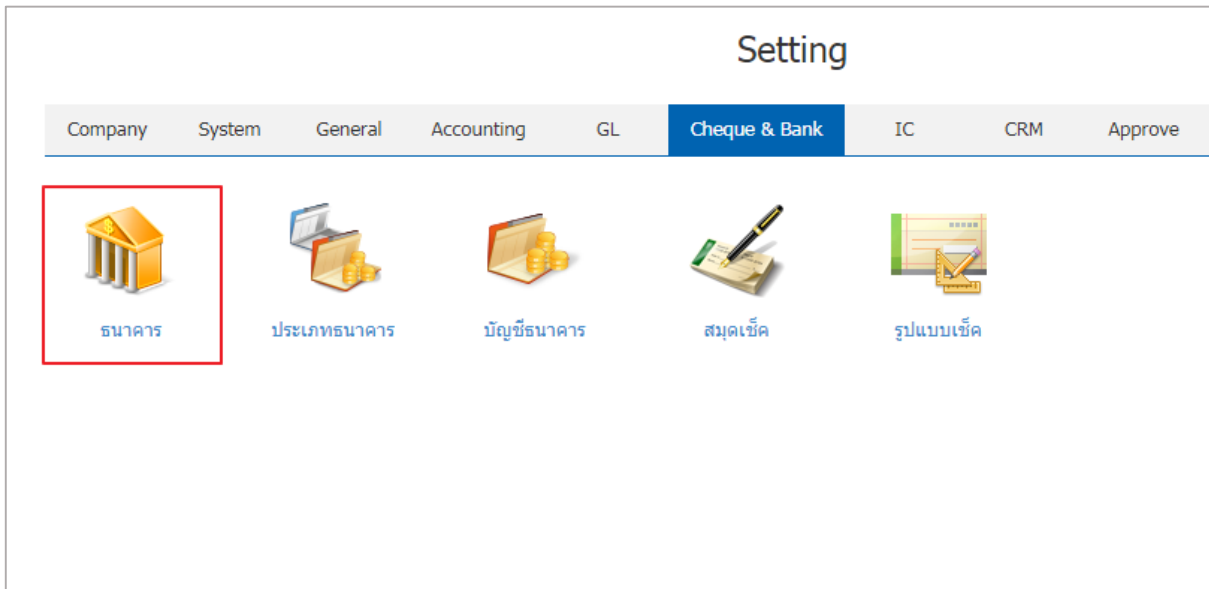 Setting
Company System General Accounting GL Cheque & Bank IC CRM Approve
ธนาคาร ประเภทธนาคาร บัญชีธนาคาร สมุดเช็ค รูปแบบเช็ค